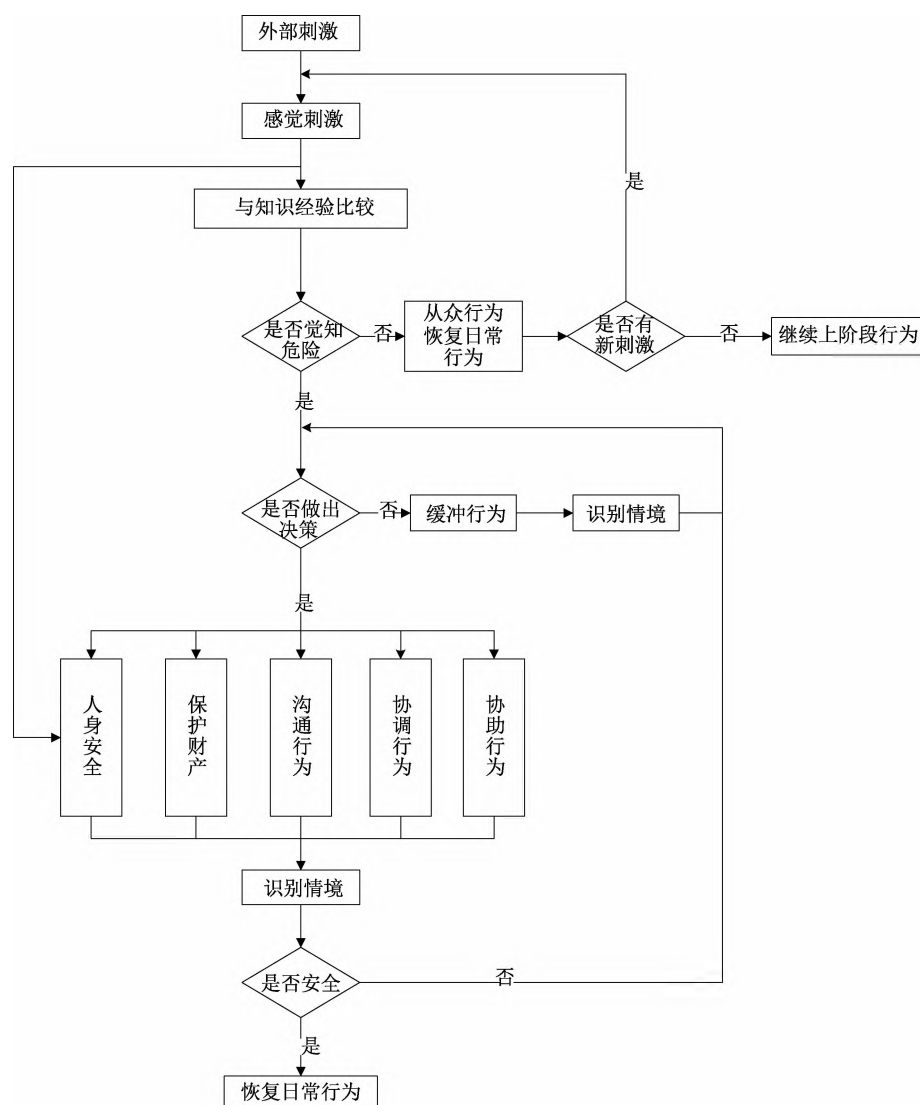 外部刺激
感觉刺激
是
与知识经验比较
是否觉知
危险
否
从众行为
恢复日常
行为
是否有
新刺激
否
继续上阶段行为
是
是否做出
决策
否
缓冲行为
识别情境
是
人身安全
保护财产
沟通行为
协调行为
协助行为
识别情境
是否安全
否
是
恢复日常行为